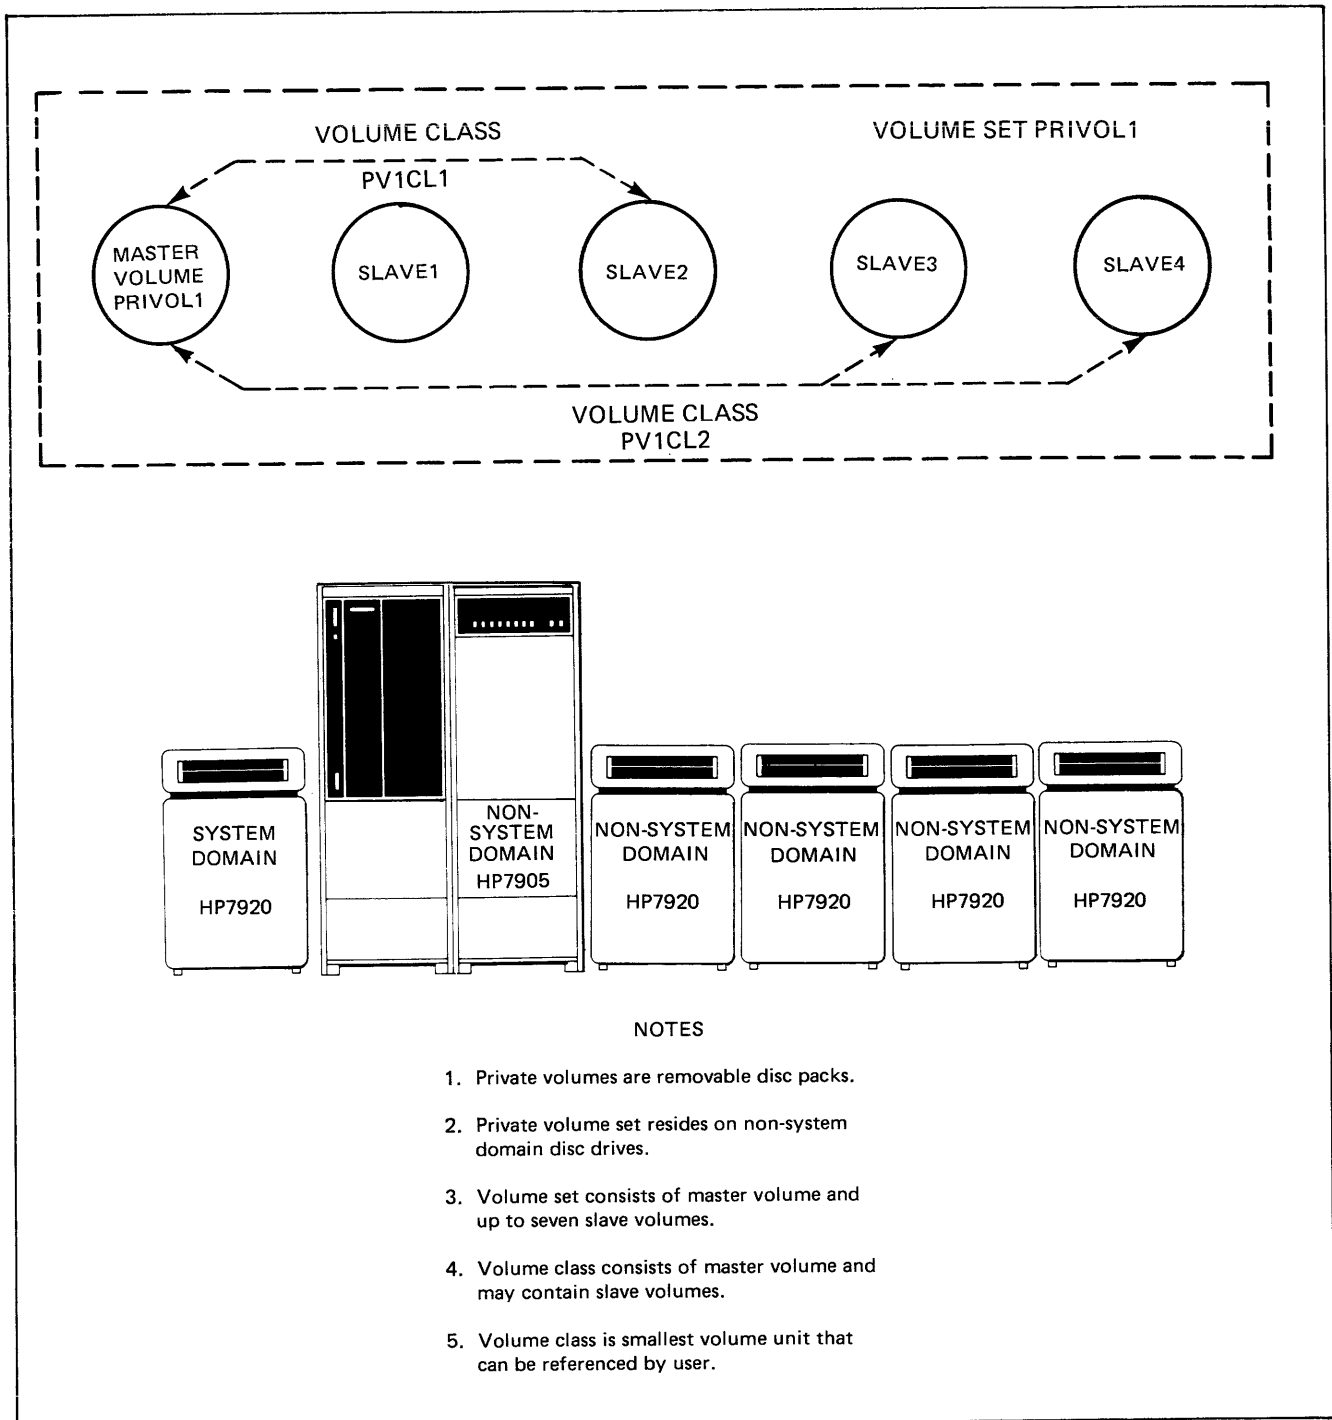 VOLUME CLASS
PV1CL1
VOLUME SET PRIVOL1
MASTER
VOLUME
PRIVOL1
SLAVE1
SLAVE2
SLAVE3
SLAVE4
VOLUME CLASS
PV1CL2
SYSTEM
DOMAIN
HP7920
NON-
SYSTEM
DOMAIN
HP7905
NON-SYSTEM
DOMAIN
HP7920
NON-SYSTEM
DOMAIN
HP7920
NON-SYSTEM
DOMAIN
HP7920
NON-SYSTEM
DOMAIN
HP7920
NOTES
1. Private volumes are removable disc packs.
2. Private volume set resides on non-system
domain disc drives.
3. Volume set consists of master volume and
up to seven slave volumes.
4. Volume class consists of master volume and
may contain slave volumes.
5. Volume class is smallest volume unit that
can be referenced by user.